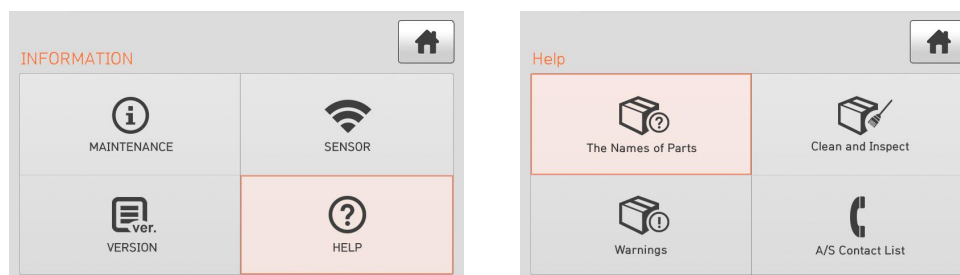 INFORMATION
MAINTENANCE
SENSOR
ver.
VERSION
HELP
Help
The Names of Parts
Clean and Inspect
Warnings
A/S Contact List